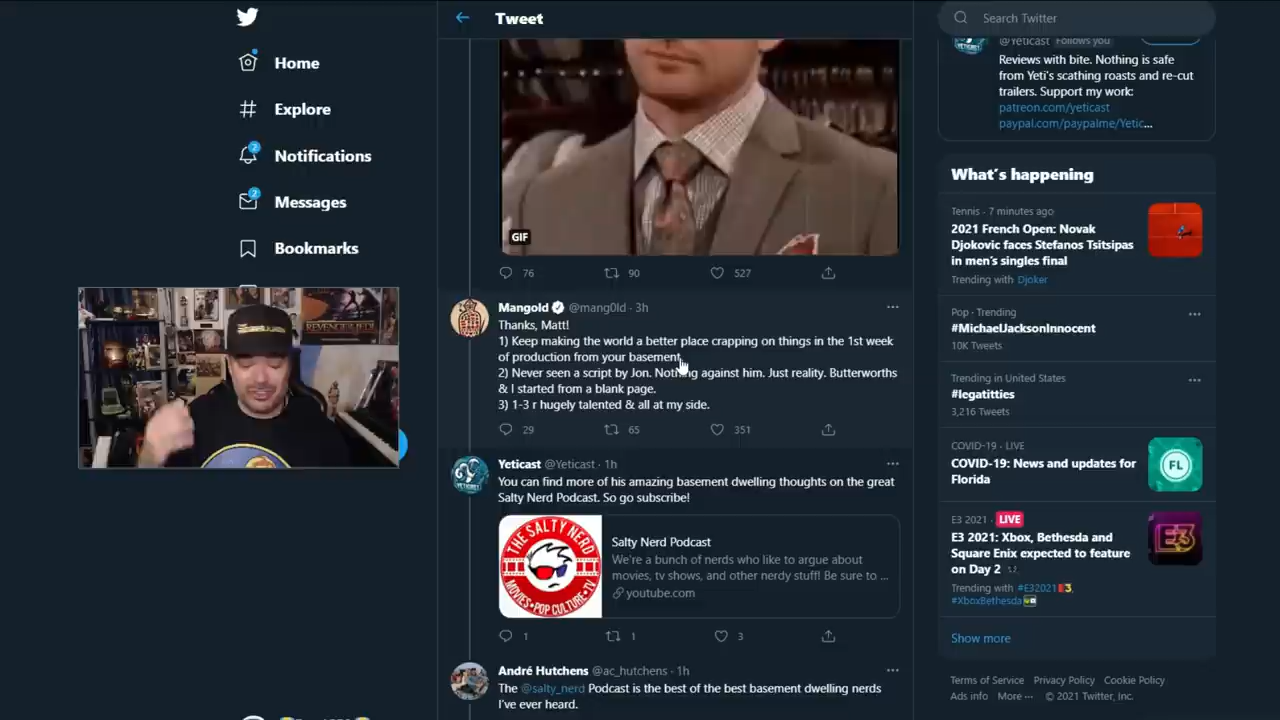 Tweet
Search Twitter
Home
Explore
2
Notifications
2
Messages
Bookmarks
REVENGE JEDI
GIF
76
90
527
Mangold @mang0ld · 3h
Thanks, Matt!
1) Keep making the world a better place crapping on things in the 1st week
of production from your basement.
2) Never seen a script by Jon. Nothing against him. Just reality. Butterworths
& I started from a blank page.
3) 1-3 r hugely talented & all at my side.
29
65
351
Yeticast @Yeticast · 1h
You can find more of his amazing basement dwelling thoughts on the great
Salty Nerd Podcast. So go subscribe!
THE SALTY NERD
MOVIES • POP CULTURE • TV
Salty Nerd Podcast
We're a bunch of nerds who like to argue about
movies, tv shows, and other nerdy stuff! Be sure to ...
youtube.com
1
1
3
André Hutchens @ac_hutchens · 1h
The @salty_nerd Podcast is the best of the best basement dwelling nerds
I've ever heard.
@Yeticast Follows you
Reviews with bite. Nothing is safe
from Yeti's scathing roasts and re-cut
trailers. Support my work:
patreon.com/yeticast
paypal.com/paypalme/Yetic...
What's happening
Tennis · 7 minutes ago
2021 French Open: Novak
Djokovic faces Stefanos Tsitsipas
in men's singles final
Trending with Djoker
Pop · Trending
#MichaelJacksonInnocent
10K Tweets
Trending in United States
#legatitties
3,216 Tweets
COVID-19 · LIVE
COVID-19: News and updates for
Florida
FL
E3 2021 · LIVE
E3 2021: Xbox, Bethesda and
Square Enix expected to feature
on Day 2
E3
Trending with #E32021,
#XboxBethesda
Show more
Terms of Service Privacy Policy Cookie Policy
Ads info More ··· © 2021 Twitter, Inc.